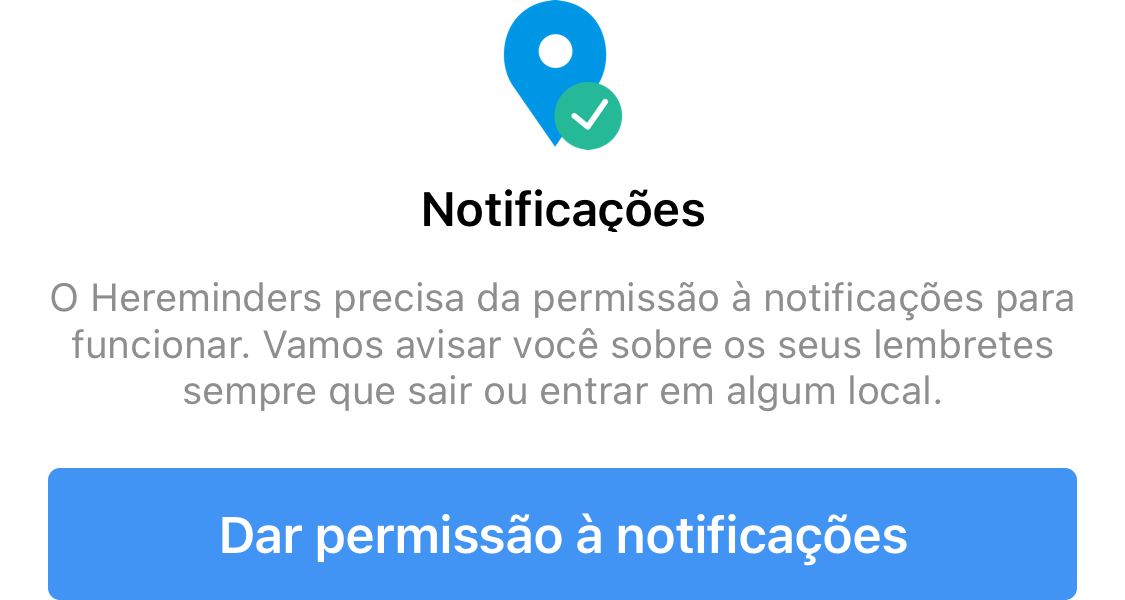 Notificações
O Hereminders precisa da permissão à notificações para
funcionar. Vamos avisar você sobre os seus lembretes
sempre que sair ou entrar em algum local.
Dar permissão à notificações